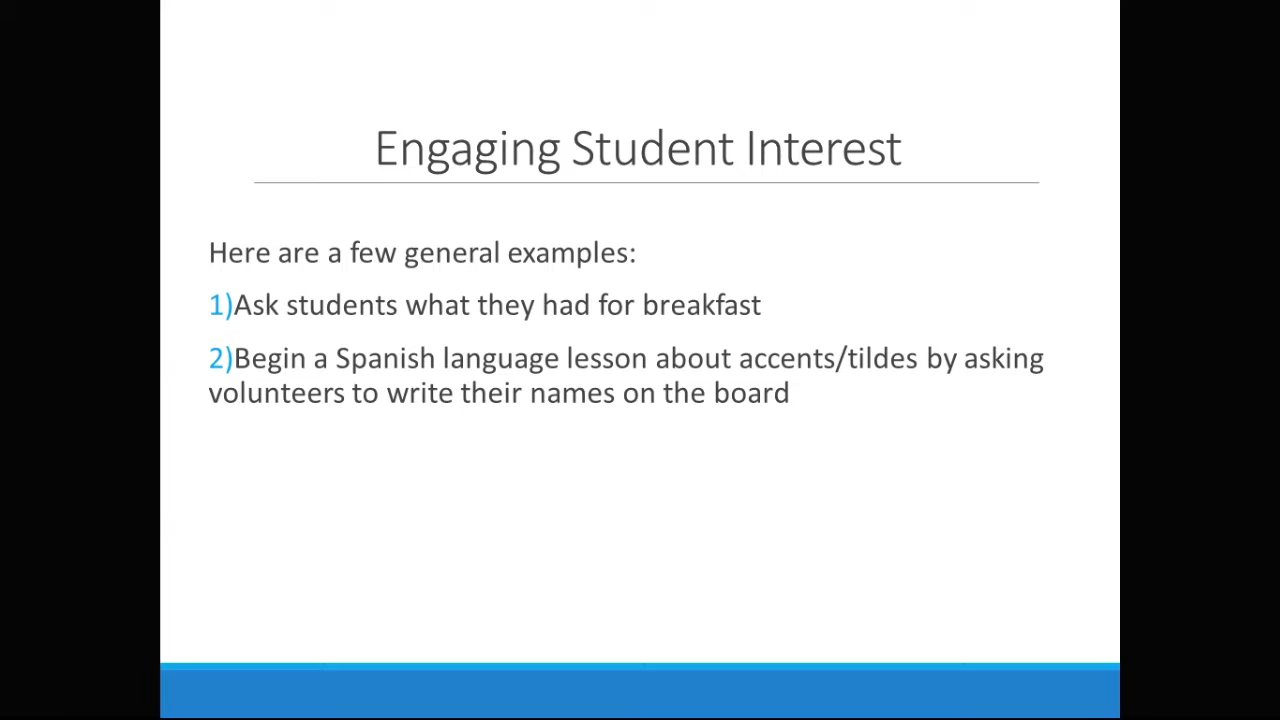 Engaging Student Interest
Here are a few general examples:
1)Ask students what they had for breakfast
2)Begin a Spanish language lesson about accents/tildes by asking
volunteers to write their names on the board